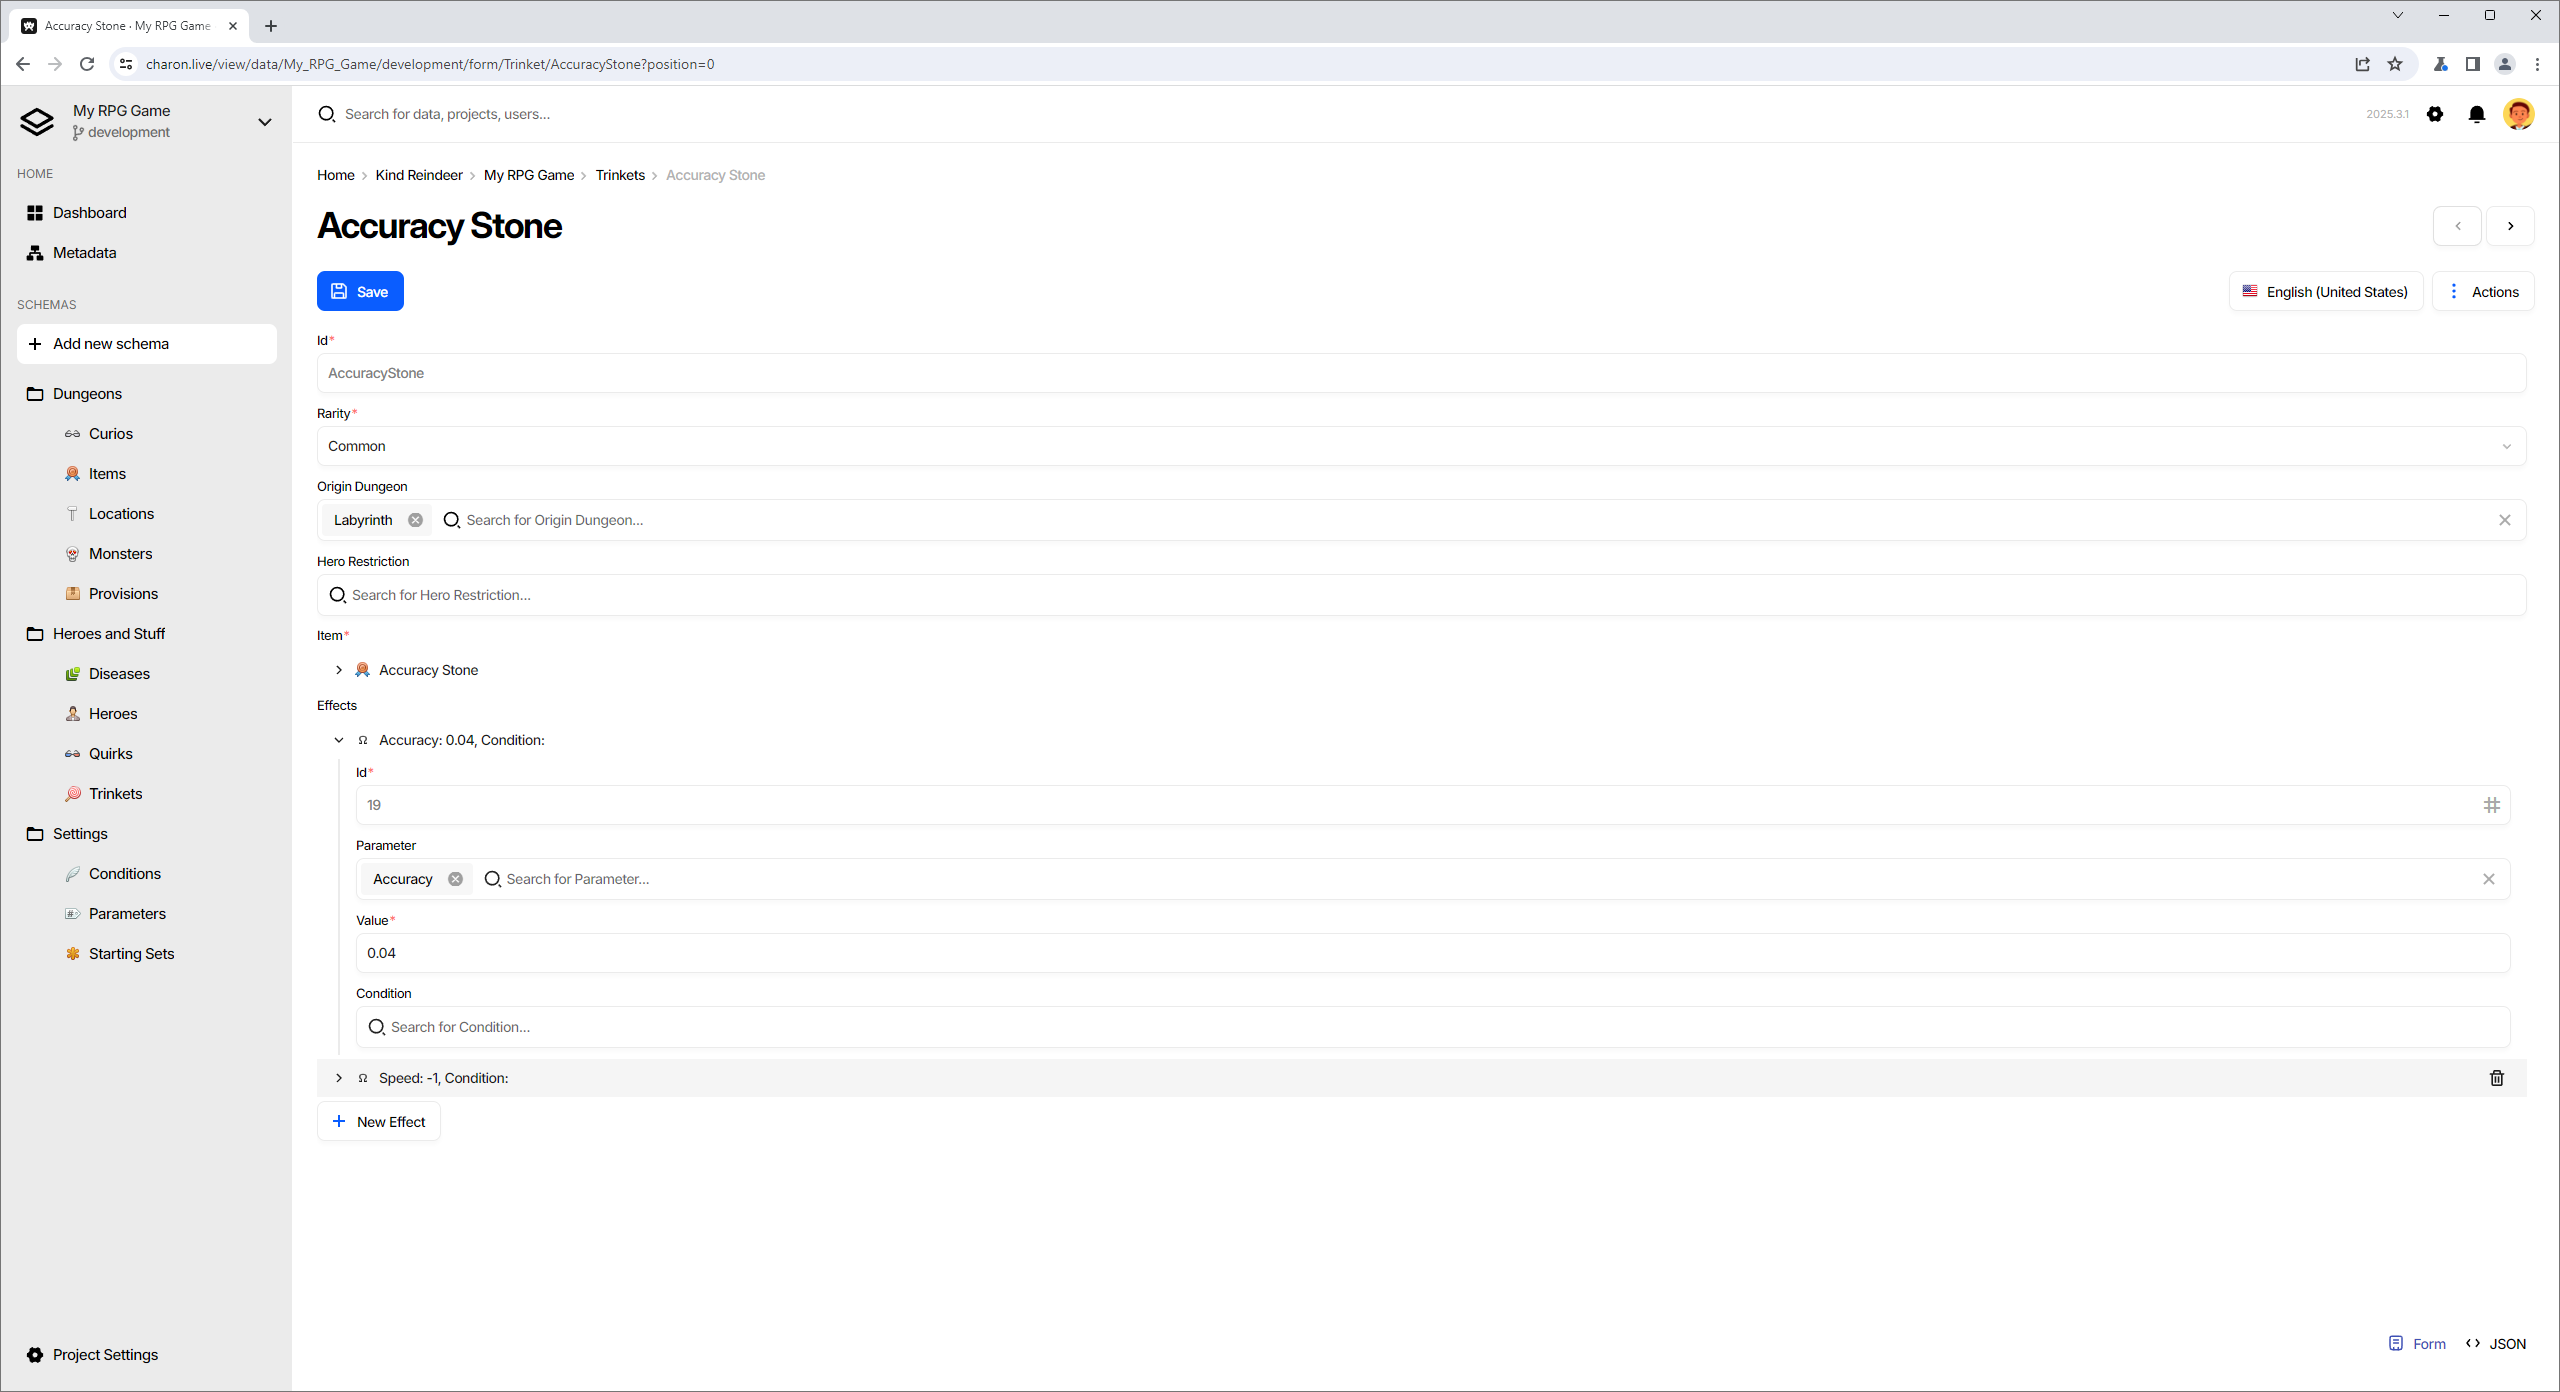 Accuracy Stone · My RPG Game
charon.live/view/data/My_RPG_Game/development/form/Trinket/AccuracyStone?position=0
My RPG Game
development
HOME
Dashboard
Metadata
SCHEMAS
Add new schema
Dungeons
Curios
Items
Locations
Monsters
Provisions
Heroes and Stuff
Diseases
Heroes
Quirks
Trinkets
Settings
Conditions
Parameters
Starting Sets
Project Settings
Search for data, projects, users...
2025.3.1
Home > Kind Reindeer > My RPG Game > Trinkets > Accuracy Stone
Accuracy Stone
Save
English (United States)
Actions
Id*
AccuracyStone
Rarity*
Common
Origin Dungeon
Labyrinth Search for Origin Dungeon...
Hero Restriction
Search for Hero Restriction...
Item*
Accuracy Stone
Effects
Ω Accuracy: 0.04, Condition:
Id*
19
Parameter
Accuracy Search for Parameter...
Value*
0.04
Condition
Search for Condition...
Ω Speed: -1, Condition:
New Effect
Form
JSON